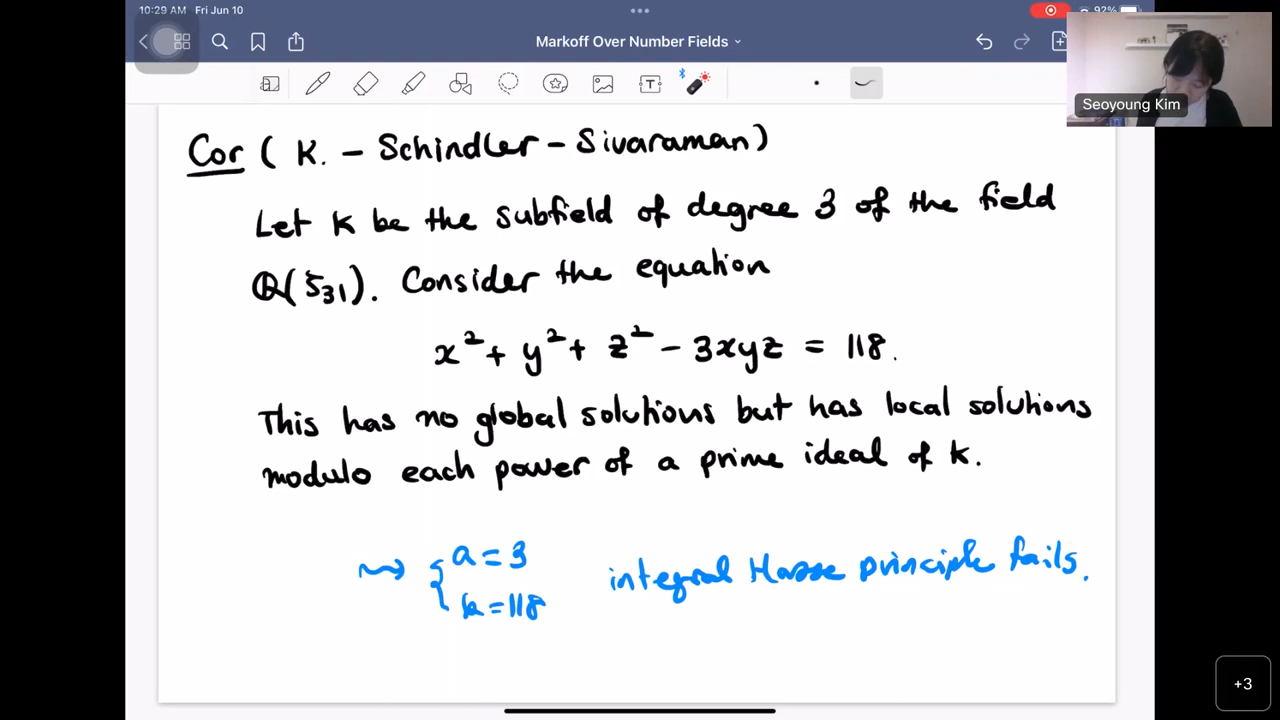 10:29 AM Fri Jun 10
92%
Markoff Over Number Fields
Seoyoung Kim
Cor (K. - Schindler - Sivaraman)
Let K be the subfield of degree 3 of the field
ℚ(ζ₃₁). Consider the equation
x² + y² + z² - 3xyz = 118.
This has no global solutions but has local solutions
modulo each power of a prime ideal of K.
⇝ { a = 3
k = 118
integral Hasse principle fails.
+3